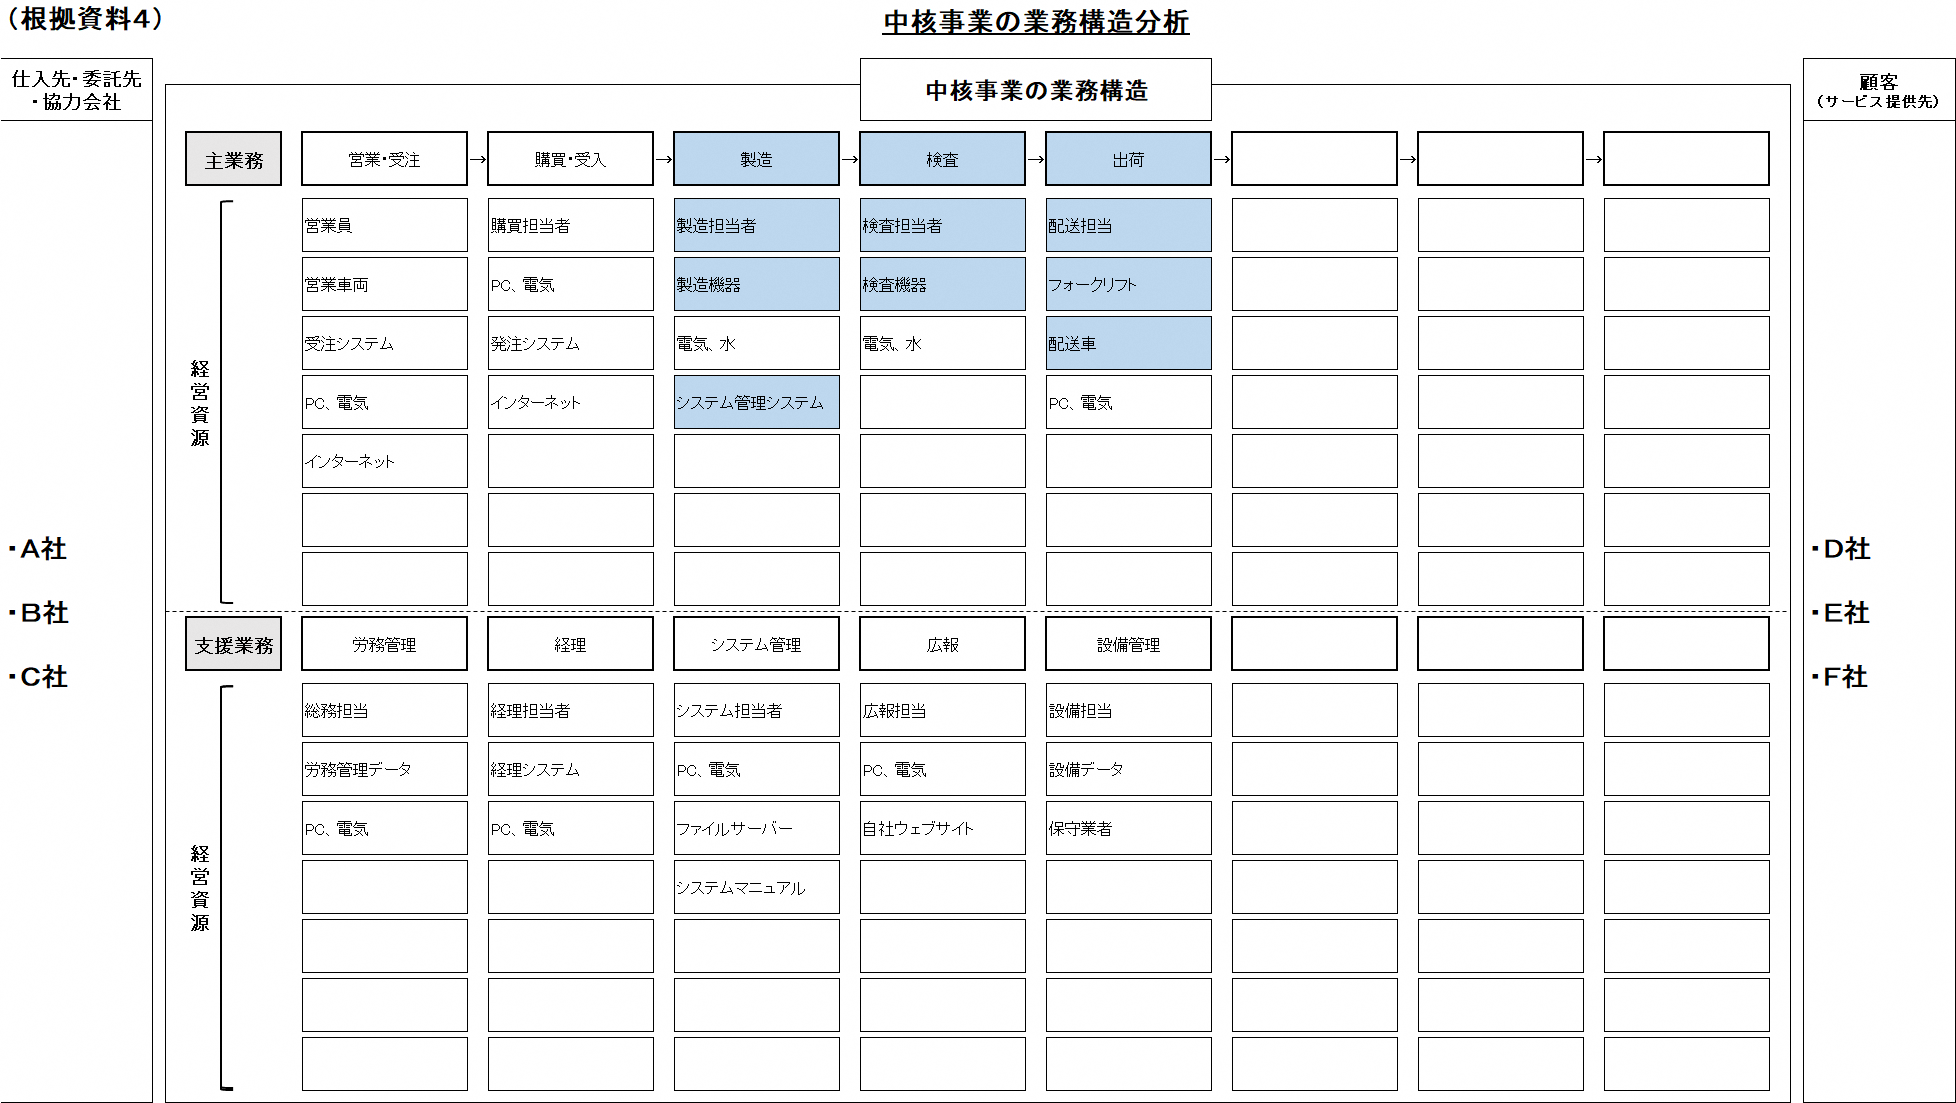 （根拠資料4）
中核事業の業務構造分析
仕入先・委託先
・協力会社
中核事業の業務構造
顧客
（サービス提供先）
主業務
営業・受注
→
購買・受入
→
製造
→
検査
→
出荷
→
→
→
経営資源
営業員
購買担当者
製造担当者
検査担当者
配送担当
営業車両
PC、電気
製造機器
検査機器
フォークリフト
受注システム
発注システム
電気、水
電気、水
配送車
PC、電気
インターネット
システム管理システム
PC、電気
インターネット
・A社
・B社
・C社
・D社
・E社
・F社
支援業務
労務管理
経理
システム管理
広報
設備管理
経営資源
総務担当
経理担当者
システム担当者
広報担当
設備担当
労務管理データ
経理システム
PC、電気
PC、電気
設備データ
PC、電気
PC、電気
ファイルサーバー
自社ウェブサイト
保守業者
システムマニュアル